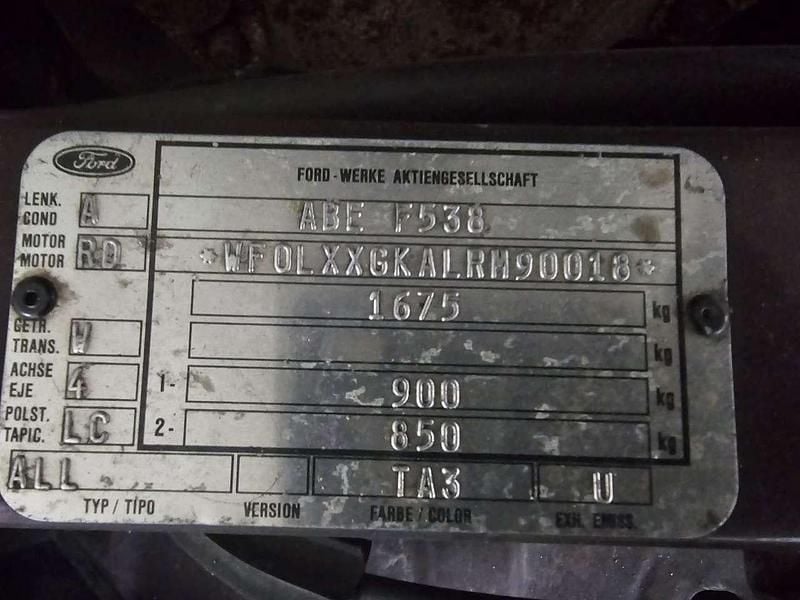 Ford
FORD-WERKE AKTIENGESELLSCHAFT
LENK. COND A
ABE F538
MOTOR MOTOR RD
*WF0LXXGKALRM90018*
1675 kg
GETR. TRANS. W
kg
ACHSE EJE 4
1- 900 kg
POLST. TAPIC. LC
2- 850 kg
ALL TA3 U
TYP / TIPO VERSION FARBE / COLOR EXH. EMISS.